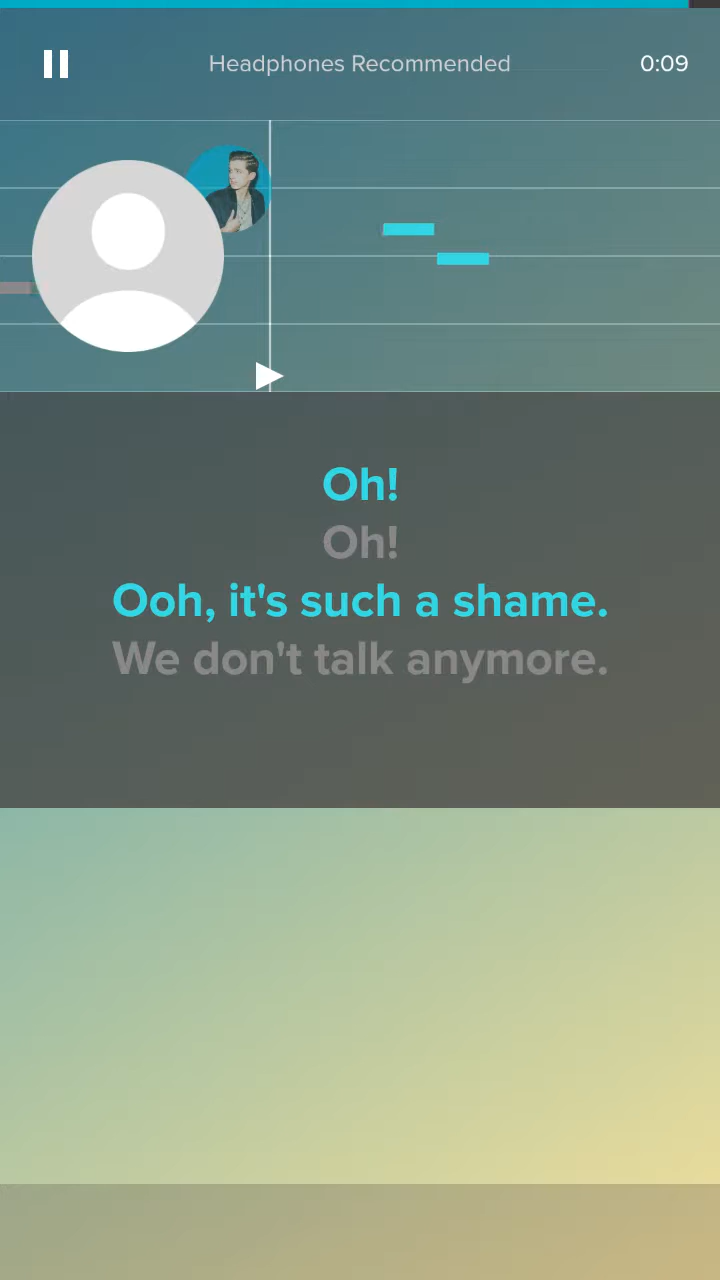 Headphones Recommended
0:09
Oh!
Oh!
Ooh, it's such a shame.
We don't talk anymore.